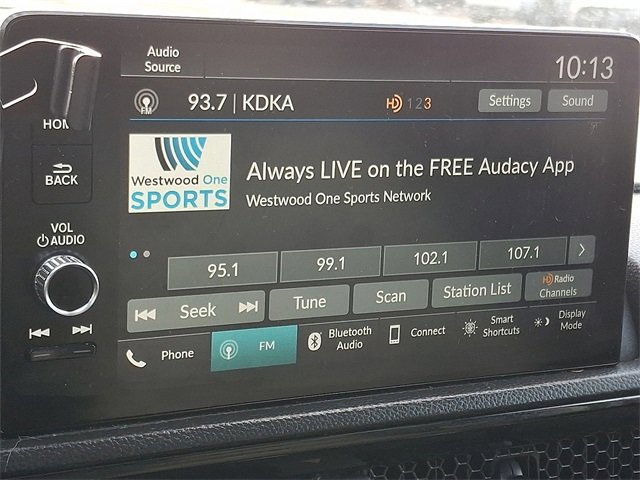 Audio
Source
10:13
FM
93.7 | KDKA
HD 1 2 3
Settings
Sound
HOME
BACK
Westwood One
SPORTS
Always LIVE on the FREE Audacy App
Westwood One Sports Network
VOL
AUDIO
95.1
99.1
102.1
107.1
Seek
Tune
Scan
Station List
HD Radio
Channels
Phone
FM
Bluetooth
Audio
Connect
Smart
Shortcuts
Display
Mode